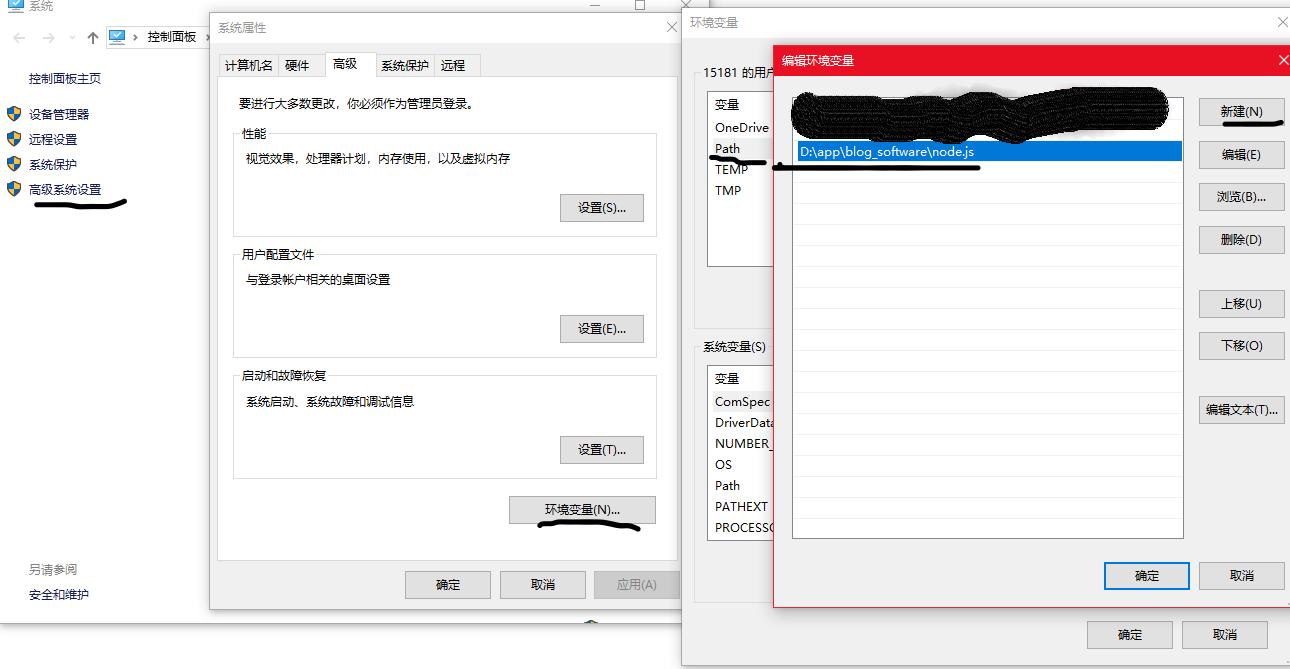 系统
控制面板
控制面板主页
设备管理器
远程设置
系统保护
高级系统设置
另请参阅
安全和维护
系统属性
计算机名 硬件 高级 系统保护 远程
要进行大多数更改，你必须作为管理员登录。
性能
视觉效果，处理器计划，内存使用，以及虚拟内存
设置(S)...
用户配置文件
与登录帐户相关的桌面设置
设置(E)...
启动和故障恢复
系统启动、系统故障和调试信息
设置(T)...
环境变量(N)...
确定 取消 应用(A)
环境变量
15181 的用户
变量
OneDrive
Path
TEMP
TMP
系统变量(S)
变量
ComSpec
DriverData
NUMBER_
OS
Path
PATHEXT
PROCESSO
确定 取消
编辑环境变量
D:\app\blog_software\node.js
新建(N)
编辑(E)
浏览(B)...
删除(D)
上移(U)
下移(O)
编辑文本(T)...
确定 取消